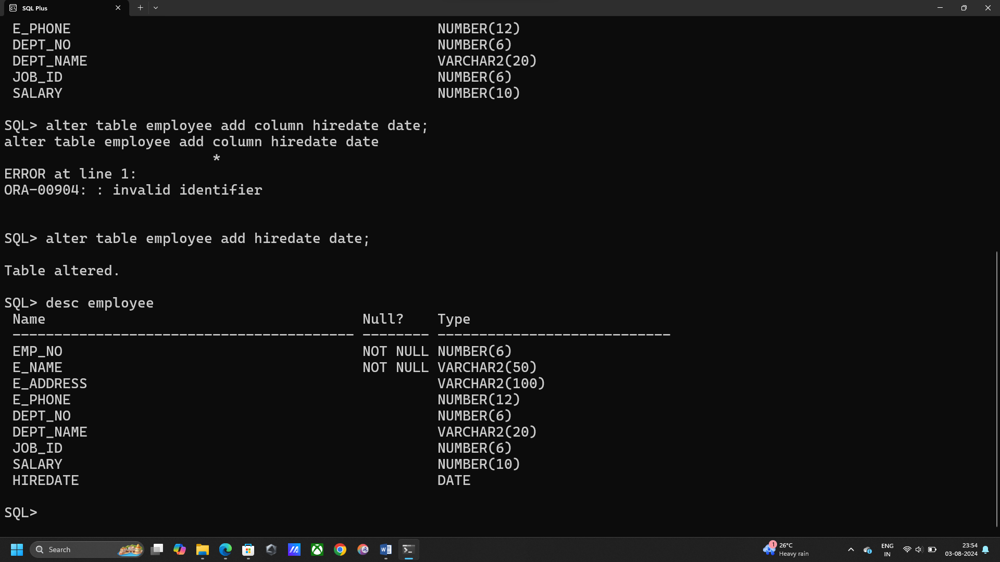 SQL Plus
E_PHONE NUMBER(12)
DEPT_NO NUMBER(6)
DEPT_NAME VARCHAR2(20)
JOB_ID NUMBER(6)
SALARY NUMBER(10)
SQL> alter table employee add column hiredate date;
alter table employee add column hiredate date
*
ERROR at line 1:
ORA-00904: : invalid identifier
SQL> alter table employee add hiredate date;
Table altered.
SQL> desc employee
Name Null? Type
----------------------------------------- -------- ----------------------------
EMP_NO NOT NULL NUMBER(6)
E_NAME NOT NULL VARCHAR2(50)
E_ADDRESS VARCHAR2(100)
E_PHONE NUMBER(12)
DEPT_NO NUMBER(6)
DEPT_NAME VARCHAR2(20)
JOB_ID NUMBER(6)
SALARY NUMBER(10)
HIREDATE DATE
SQL>
Search
1
26°C
Heavy rain
ENG
IN
23:54
03-08-2024